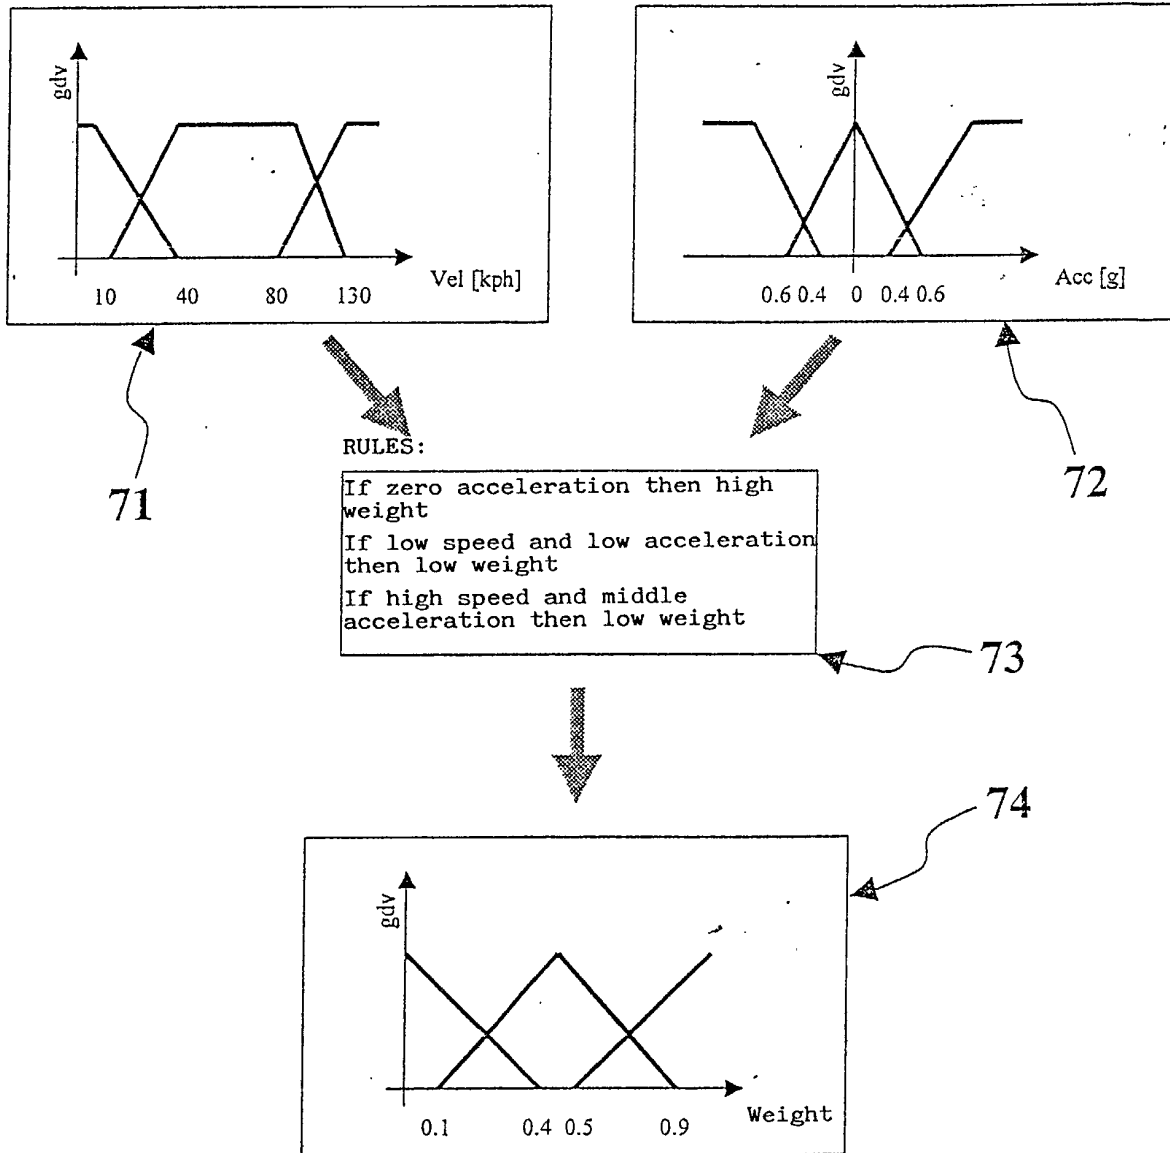 gdv
Vel [kph]
10 40 80 130
71
gdv
Acc [g]
0.6 0.4 0 0.4 0.6
72
RULES:
If zero acceleration then high
weight
If low speed and low acceleration
then low weight
If high speed and middle
acceleration then low weight
73
74
gdv
Weight
0.1 0.4 0.5 0.9